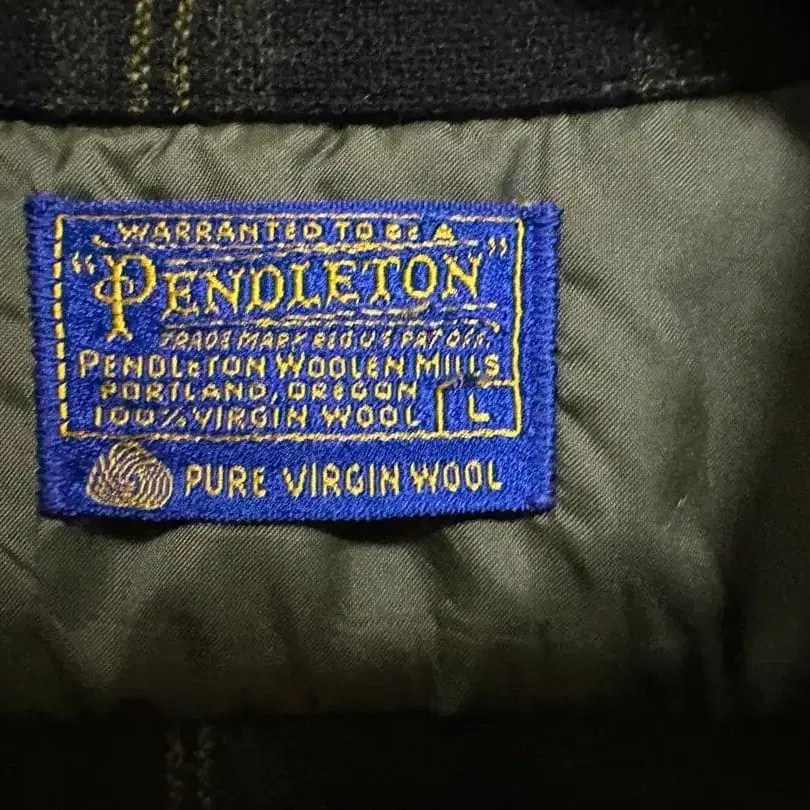 WARRANTED TO BE A
"PENDLETON"
TRADE MARK REG U S PAT OFF.
PENDLETON WOOLEN MILLS
PORTLAND, OREGON
100% VIRGIN WOOL L
PURE VIRGIN WOOL